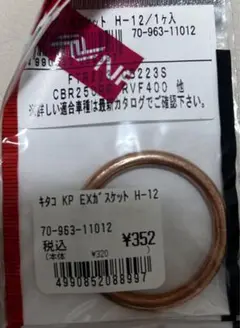 ット H-12/1ヶ入
70-963-11012
223S
RVF400 他
※詳しい適合車種は最新カタログでご確認下さい。
キタコ KP EXガスケット H-12
70-963-11012
税込 ¥352
(本体 ¥320
4990852088997